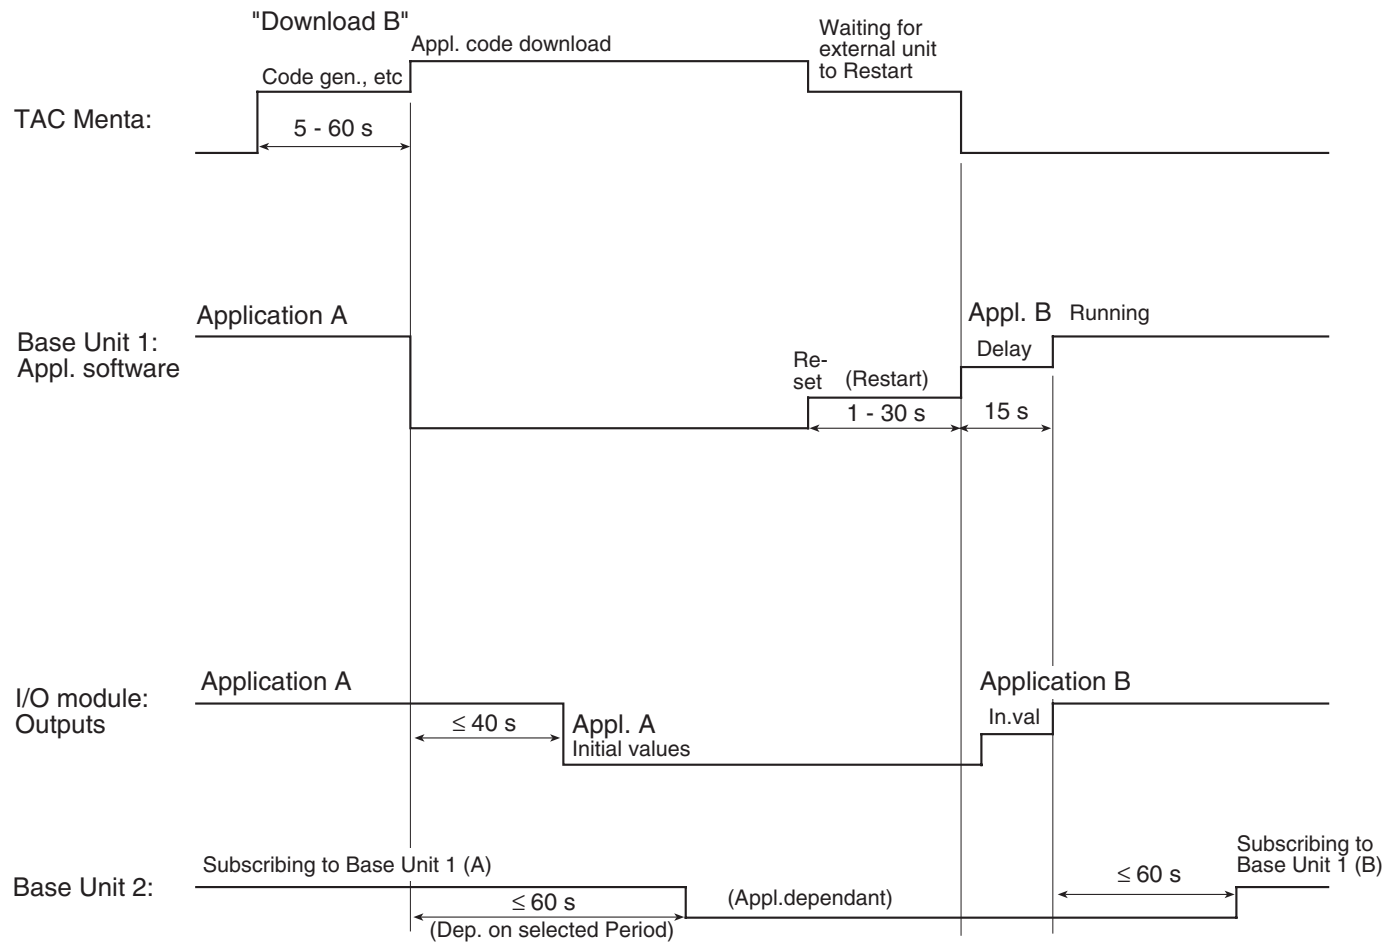 "Download B"
Appl. code download
Waiting for
external unit
to Restart
Code gen., etc
TAC Menta:
5 - 60 s
Application A
Appl. B Running
Base Unit 1:
Appl. software
Delay
Re-
set
(Restart)
1 - 30 s
15 s
Application A
Application B
I/O module:
Outputs
≤ 40 s
Appl. A
Initial values
In.val
Subscribing to Base Unit 1 (A)
Subscribing to
Base Unit 1 (B)
Base Unit 2:
≤ 60 s
(Dep. on selected Period)
(Appl.dependant)
≤ 60 s